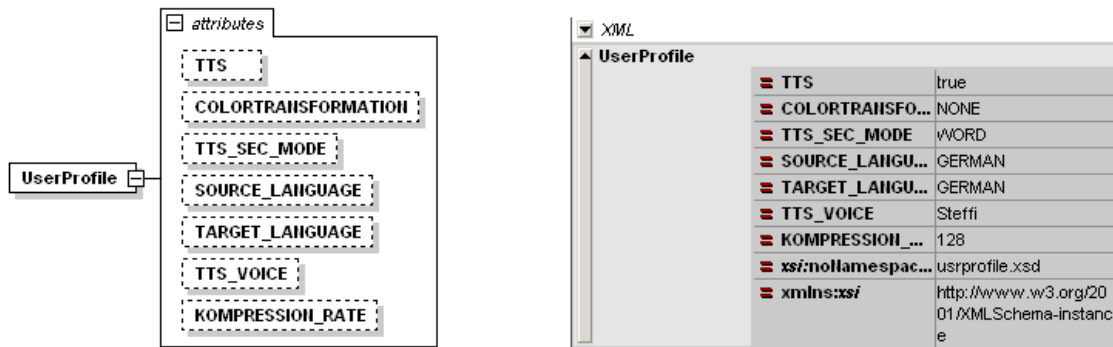 attributes
TTS
COLORTRANSFORMATION
TTS_SEC_MODE
UserProfile
SOURCE_LANGUAGE
TARGET_LANGUAGE
TTS_VOICE
KOMPRESSION_RATE
XML
UserProfile
= TTS true
= COLORTRANSFO... NONE
= TTS_SEC_MODE WORD
= SOURCE_LANGU... GERMAN
= TARGET_LANGU... GERMAN
= TTS_VOICE Steffi
= KOMPRESSION_... 128
= xsi:noNamespac... usrprofile.xsd
= xmlns:xsi http://www.w3.org/20
01/XMLSchema-instanc
e